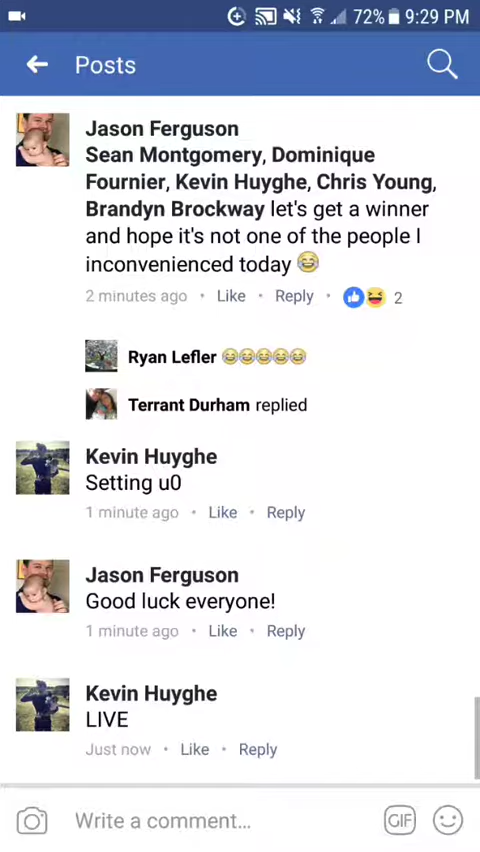 72% 9:29 PM
Posts
Jason Ferguson
Sean Montgomery, Dominique
Fournier, Kevin Huyghe, Chris Young,
Brandyn Brockway let's get a winner
and hope it's not one of the people I
inconvenienced today 😂
2 minutes ago • Like • Reply • 2
Ryan Lefler 😂😂😂😂😂
Terrant Durham replied
Kevin Huyghe
Setting u0
1 minute ago • Like • Reply
Jason Ferguson
Good luck everyone!
1 minute ago • Like • Reply
Kevin Huyghe
LIVE
Just now • Like • Reply
Write a comment...
GIF